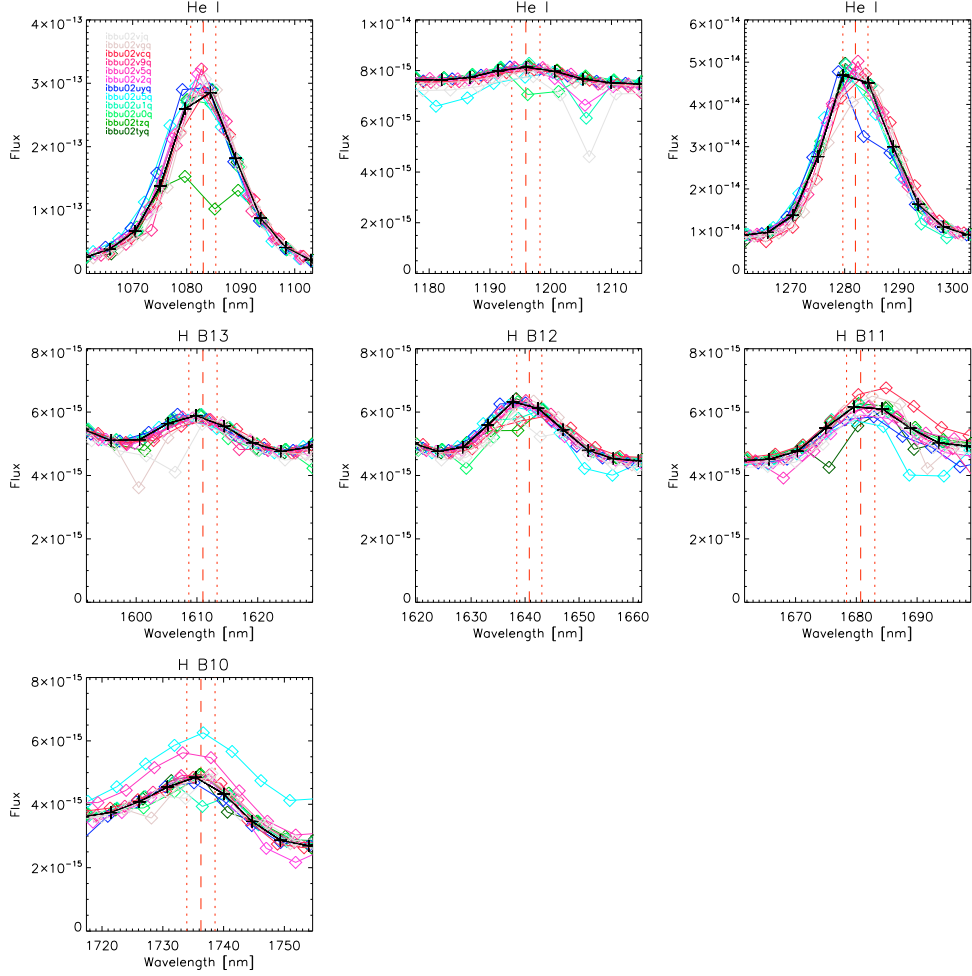 He I
4×10⁻¹³
3×10⁻¹³
2×10⁻¹³
1×10⁻¹³
0
Flux
ibbu02vjq
ibbu02vgq
ibbu02vcq
ibbu02v9q
ibbu02v5q
ibbu02v2q
ibbu02uyq
ibbu02u5q
ibbu02u1q
ibbu02u0q
ibbu02tzq
ibbu02tyq
1070 1080 1090 1100
Wavelength [nm]
He I
1×10⁻¹⁴
8×10⁻¹⁵
6×10⁻¹⁵
4×10⁻¹⁵
2×10⁻¹⁵
0
Flux
1180 1190 1200 1210
Wavelength [nm]
He I
6×10⁻¹⁴
5×10⁻¹⁴
4×10⁻¹⁴
3×10⁻¹⁴
2×10⁻¹⁴
1×10⁻¹⁴
0
Flux
1270 1280 1290 1300
Wavelength [nm]
H B13
8×10⁻¹⁵
6×10⁻¹⁵
4×10⁻¹⁵
2×10⁻¹⁵
0
Flux
1600 1610 1620
Wavelength [nm]
H B12
8×10⁻¹⁵
6×10⁻¹⁵
4×10⁻¹⁵
2×10⁻¹⁵
0
Flux
1620 1630 1640 1650 1660
Wavelength [nm]
H B11
8×10⁻¹⁵
6×10⁻¹⁵
4×10⁻¹⁵
2×10⁻¹⁵
0
Flux
1670 1680 1690
Wavelength [nm]
H B10
8×10⁻¹⁵
6×10⁻¹⁵
4×10⁻¹⁵
2×10⁻¹⁵
0
Flux
1720 1730 1740 1750
Wavelength [nm]